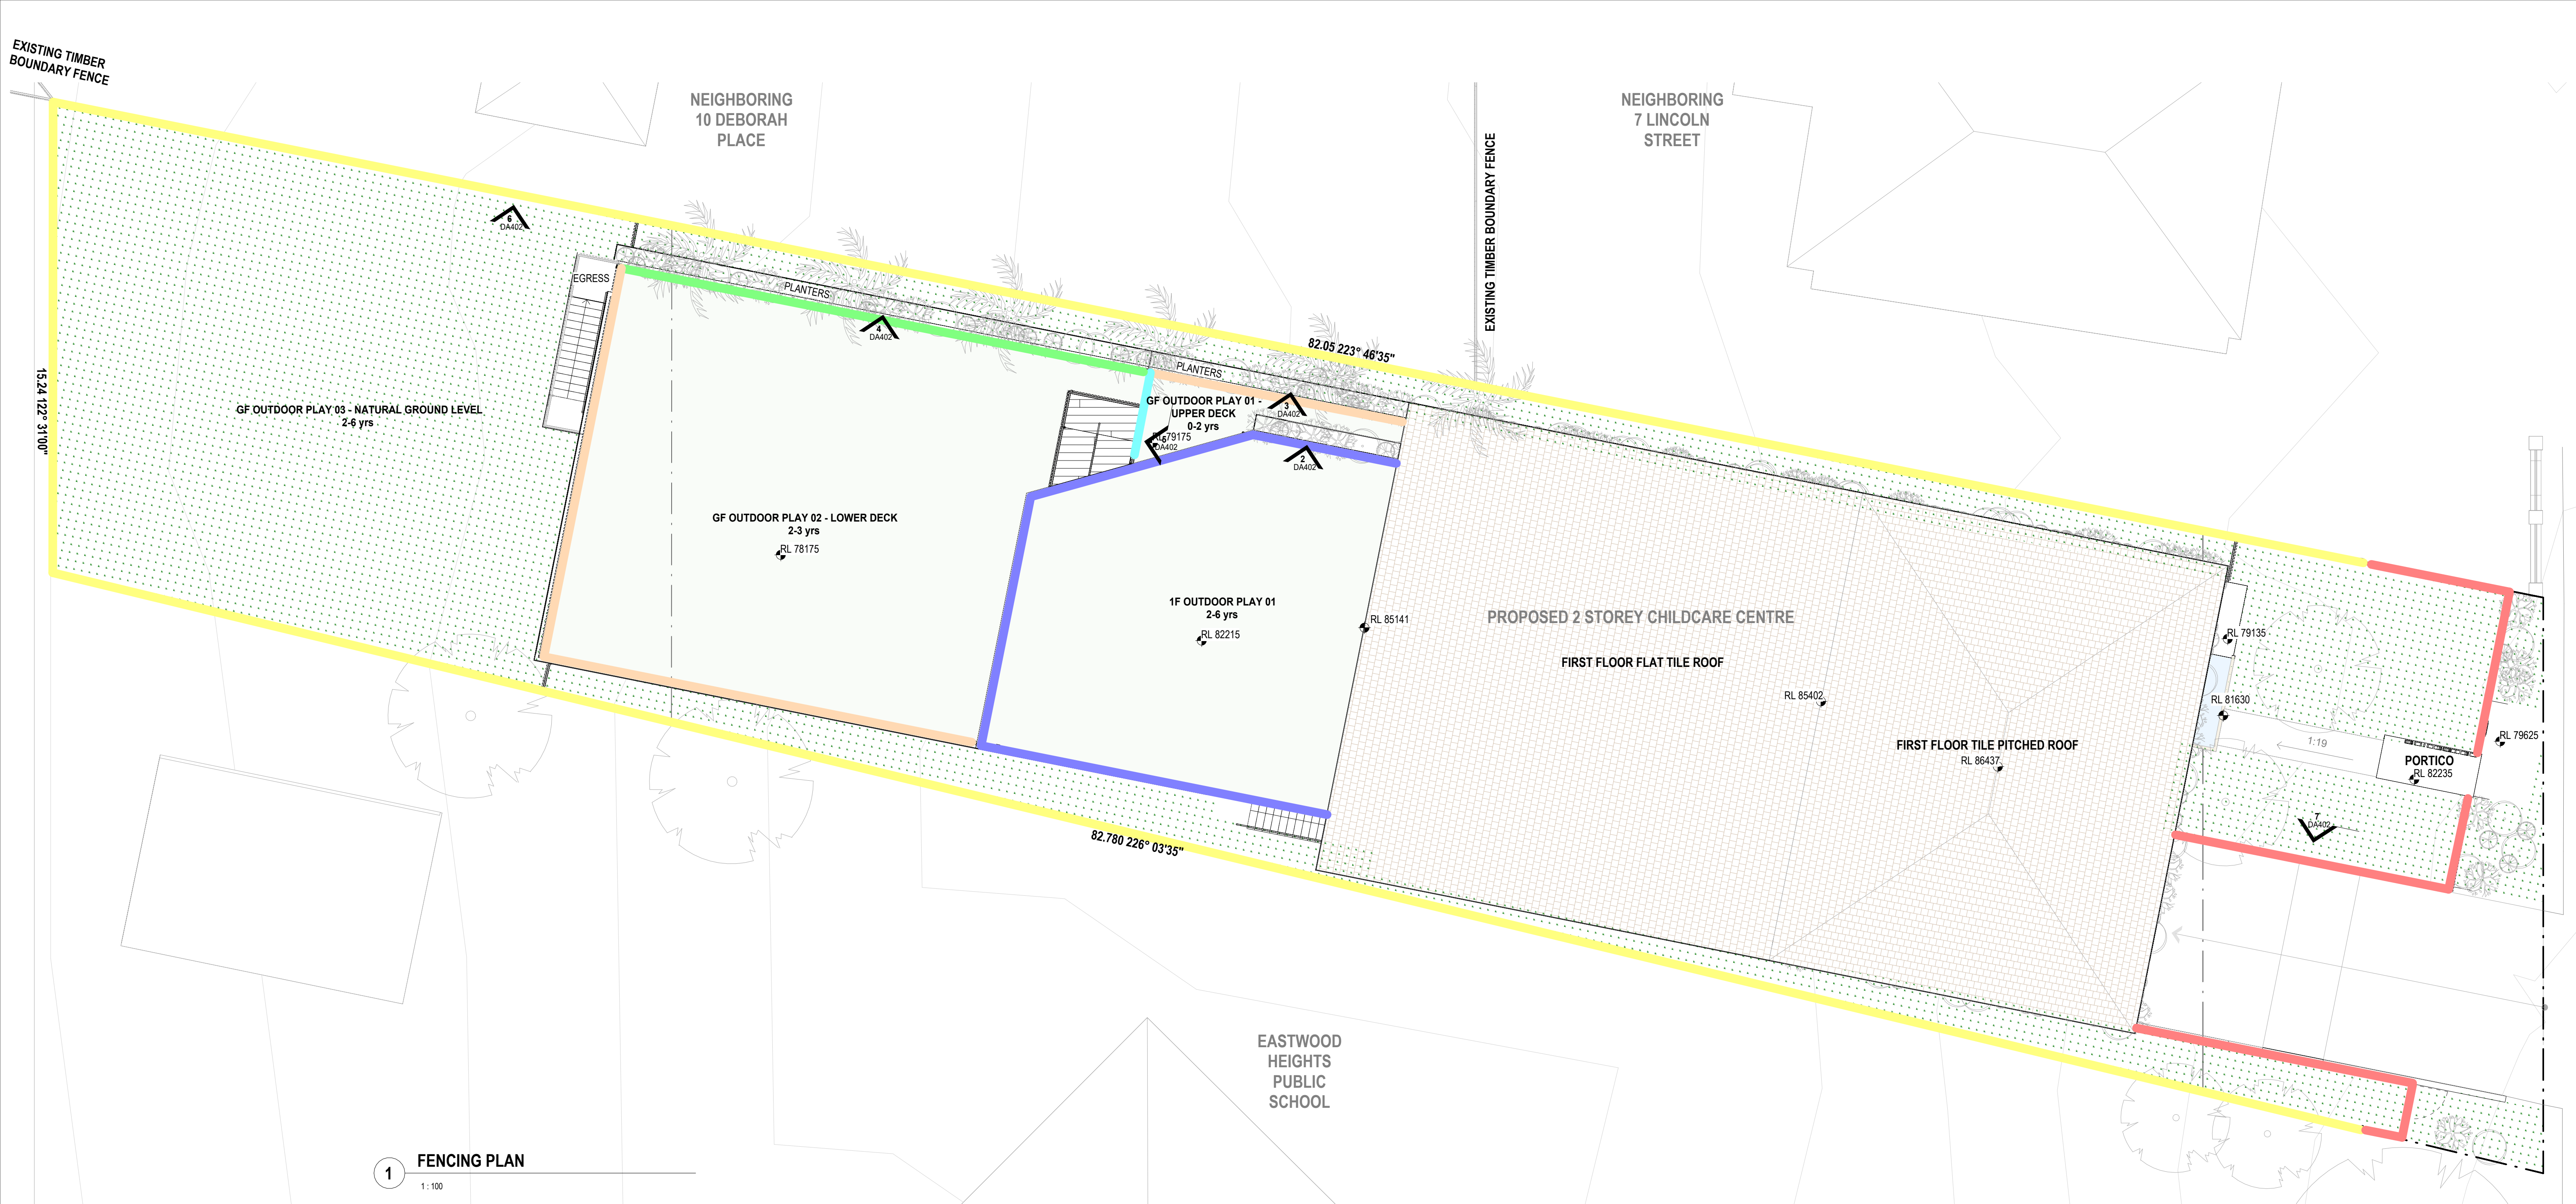 EXISTING TIMBER
BOUNDARY FENCE
NEIGHBORING
10 DEBORAH
PLACE
NEIGHBORING
7 LINCOLN
STREET
EXISTING TIMBER BOUNDARY FENCE
6
DA402
EGRESS
PLANTERS
4
DA402
82.05 223° 46'35"
PLANTERS
15.24 122° 31'00"
GF OUTDOOR PLAY 03 - NATURAL GROUND LEVEL
2-6 yrs
GF OUTDOOR PLAY 01 -
UPPER DECK
0-2 yrs
3
DA402
RL 79175
5
DA402
2
DA402
GF OUTDOOR PLAY 02 - LOWER DECK
2-3 yrs
RL 78175
1F OUTDOOR PLAY 01
2-6 yrs
RL 82215
RL 85141
PROPOSED 2 STOREY CHILDCARE CENTRE
FIRST FLOOR FLAT TILE ROOF
RL 85402
FIRST FLOOR TILE PITCHED ROOF
RL 86437
RL 79135
RL 81630
1:19
RL 79625
PORTICO
RL 82235
7
DA402
82.780 226° 03'35"
EASTWOOD
HEIGHTS
PUBLIC
SCHOOL
1
FENCING PLAN
1 : 100